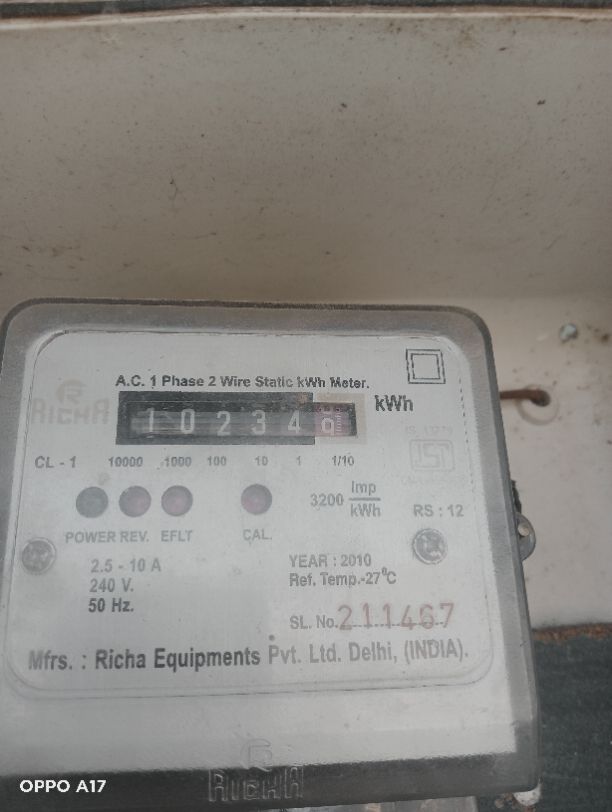 A.C. 1 Phase 2 Wire Static kWh Meter.
RICHA
1 0 2 3 4 6 kWh
CL - 1 10000 1000 100 10 1 1/10
3200 Imp/kWh
RS : 12
POWER REV. EFLT CAL.
2.5 - 10 A
240 V.
50 Hz.
YEAR : 2010
Ref. Temp.-27°C
SL. No. 211467
Mfrs. : Richa Equipments Pvt. Ltd. Delhi, (INDIA).
RICHA
OPPO A17